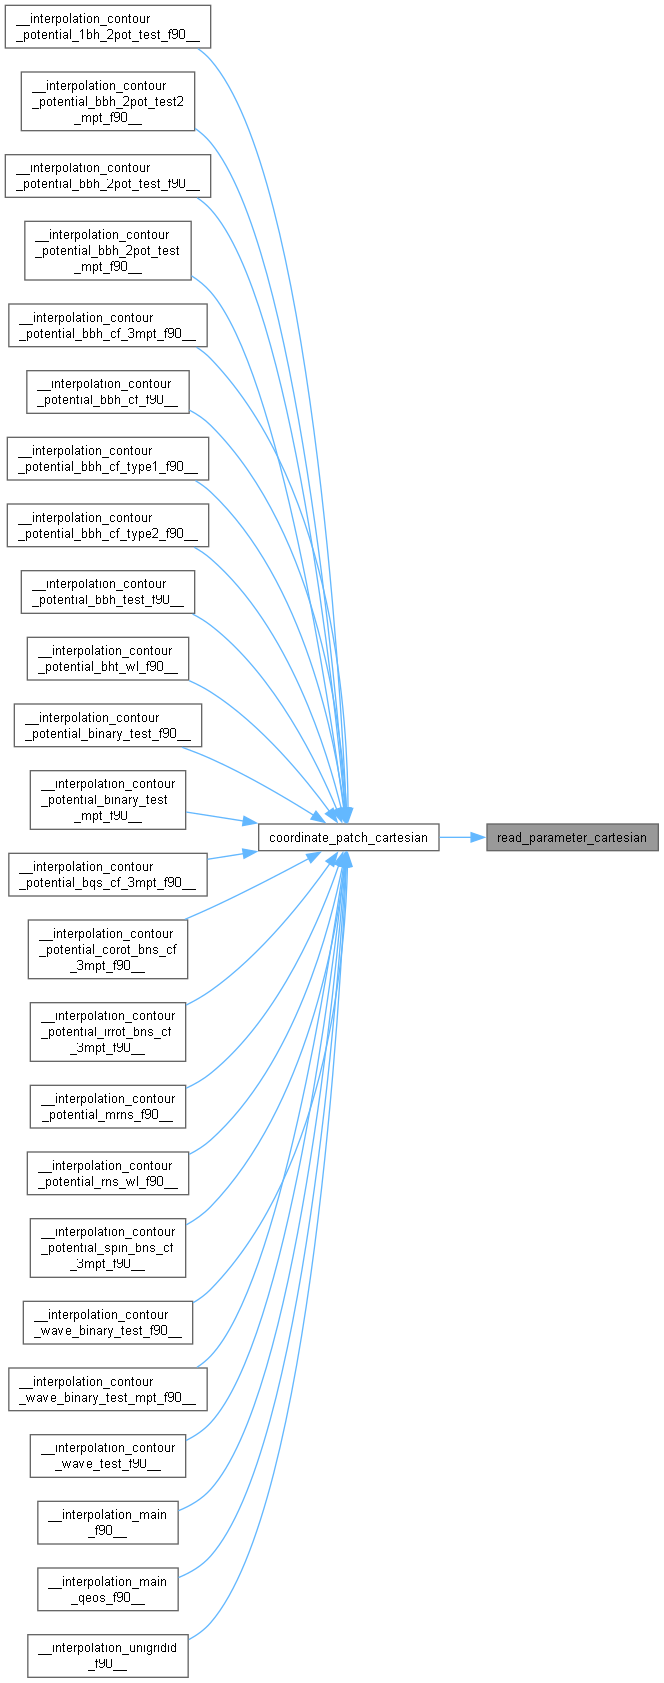 __interpolation_contour
_potential_1bh_2pot_test_f90__
__interpolation_contour
_potential_bbh_2pot_test2
_mpt_f90__
__interpolation_contour
_potential_bbh_2pot_test_f90__
__interpolation_contour
_potential_bbh_2pot_test
_mpt_f90__
__interpolation_contour
_potential_bbh_cf_3mpt_f90__
__interpolation_contour
_potential_bbh_cf_f90__
__interpolation_contour
_potential_bbh_cf_type1_f90__
__interpolation_contour
_potential_bbh_cf_type2_f90__
__interpolation_contour
_potential_bbh_test_f90__
__interpolation_contour
_potential_bht_wl_f90__
__interpolation_contour
_potential_binary_test_f90__
__interpolation_contour
_potential_binary_test
_mpt_f90__
coordinate_patch_cartesian
read_parameter_cartesian
__interpolation_contour
_potential_bqs_cf_3mpt_f90__
__interpolation_contour
_potential_corot_bns_cf
_3mpt_f90__
__interpolation_contour
_potential_irrot_bns_cf
_3mpt_f90__
__interpolation_contour
_potential_mrns_f90__
__interpolation_contour
_potential_rns_wl_f90__
__interpolation_contour
_potential_spin_bns_cf
_3mpt_f90__
__interpolation_contour
_wave_binary_test_f90__
__interpolation_contour
_wave_binary_test_mpt_f90__
__interpolation_contour
_wave_test_f90__
__interpolation_main
_f90__
__interpolation_main
_qeos_f90__
__interpolation_unigridid
_f90__